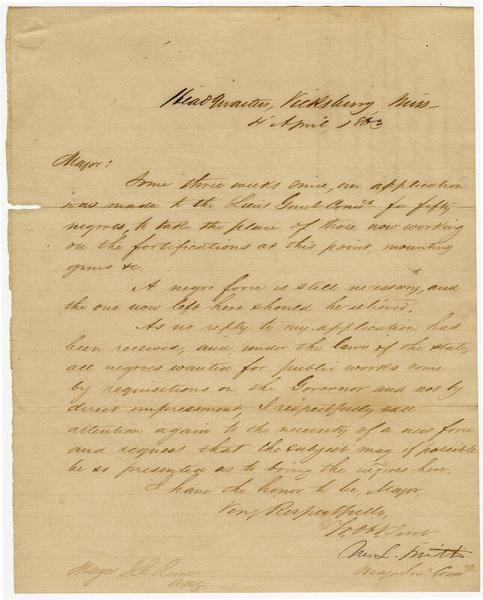 Head Quarters, Vicksburg Miss
4 April, 1863
Major:
Some three weeks since, an application
was made to the Genl Comdg for fifty
negroes, to take the place of those now working
on the fortifications at this point, mounting
guns &c.
A negro force is still necessary, and
the one now left here should be relieved.
As no reply to my application has
been received, and under the laws of the state
all negroes wanted for public works come
by requisitions on the Governor and not by
direct impressment, I respectfully call
attention again to the necessity of a new force
and request that the subject may if possible
be so presented as to bring the negroes here.
I have the honor to be, Major
Very Respectfully,
Yr Obt Servt
M. L. Smith
Major J J
Major Genl Comdg